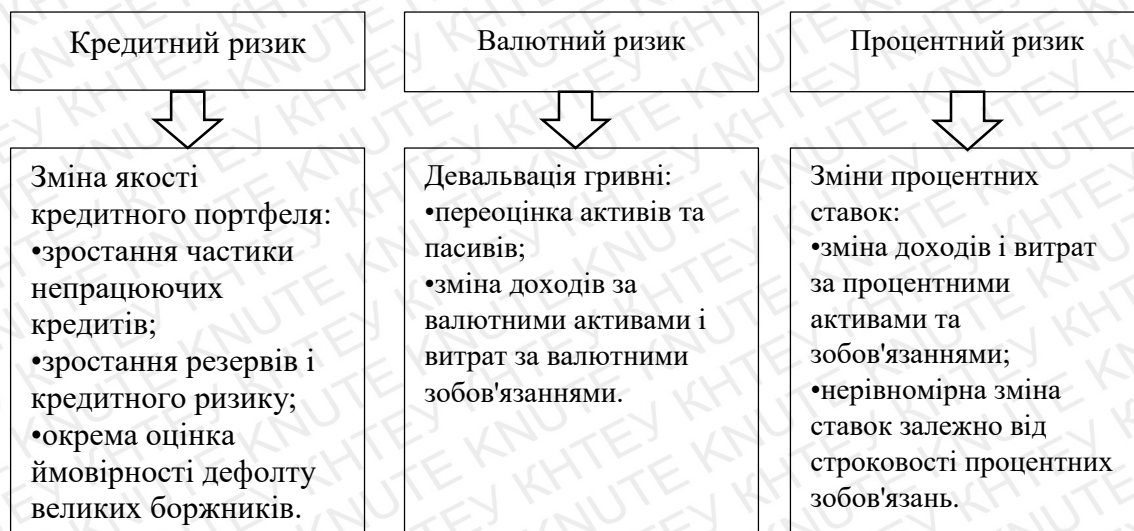 Кредитний ризик
Зміна якості
кредитного портфеля:
•зростання частики
непрацюючих
кредитів;
•зростання резервів і
кредитного ризику;
•окрема оцінка
ймовірності дефолту
великих боржників.
Валютний ризик
Девальвація гривні:
•переоцінка активів та
пасивів;
•зміна доходів за
валютними активами і
витрат за валютними
зобов'язаннями.
Процентний ризик
Зміни процентних
ставок:
•зміна доходів і витрат
за процентними
активами та
зобов'язаннями;
•нерівномірна зміна
ставок залежно від
строковості процентних
зобов'язань.